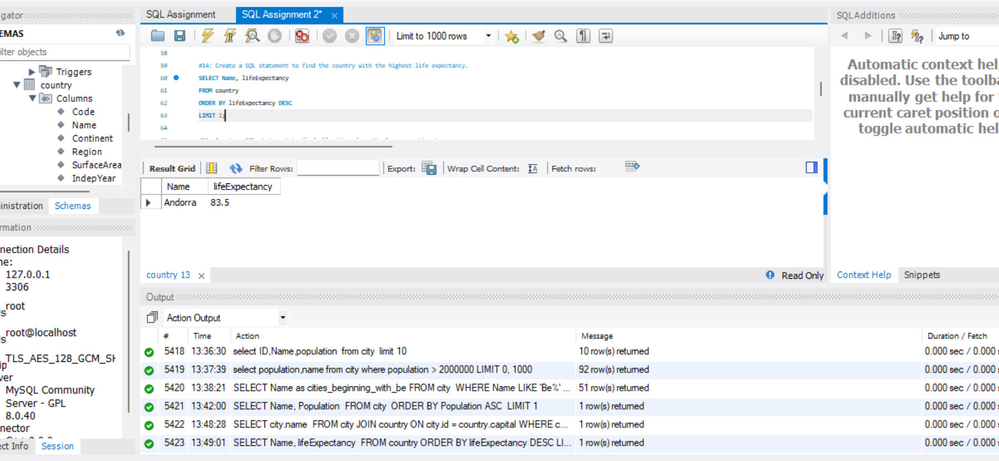 gator
SQL Assignment
SQL Assignment 2*
SQLAdditions
EMAS
Limit to 1000 rows
Jump to
ilter objects
Triggers
country
Columns
Code
Name
Continent
Region
SurfaceArea
IndepYear
inistration
Schemas
58
59 #14: Create a SQL statement to find the country with the highest life expectancy.
60 SELECT Name, lifeExpectancy
61 FROM country
62 ORDER BY lifeExpectancy DESC
63 LIMIT 1;
64
Automatic context hel
disabled. Use the toolba
manually get help for
current caret position o
toggle automatic hel
Result Grid
Filter Rows:
Export:
Wrap Cell Content:
Fetch rows:
Name lifeExpectancy
Andorra 83.5
rmation
nection Details
ne:
127.0.0.1
3306
root
root@localhost
TLS_AES_128_GCM_SH
ver
MySQL Community
Server - GPL
8.0.40
nector
ect Info
Session
country 13
Read Only
Context Help
Snippets
Output
Action Output
# Time Action Message Duration / Fetch
5418 13:36:30 select ID,Name,population from city limit 10 10 row(s) returned 0.000 sec / 0.000 s
5419 13:37:39 select population,name from city where population > 2000000 LIMIT 0, 1000 92 row(s) returned 0.000 sec / 0.000 s
5420 13:38:21 SELECT Name as cities_beginning_with_be FROM city WHERE Name LIKE 'Be%' ... 51 row(s) returned 0.000 sec / 0.000 s
5421 13:42:00 SELECT Name, Population FROM city ORDER BY Population ASC LIMIT 1 1 row(s) returned 0.000 sec / 0.000 s
5422 13:48:28 SELECT city.name FROM city JOIN country ON city.id = country.capital WHERE c... 1 row(s) returned 0.000 sec / 0.000 s
5423 13:49:01 SELECT Name, lifeExpectancy FROM country ORDER BY lifeExpectancy DESC LI... 1 row(s) returned 0.000 sec / 0.000 s